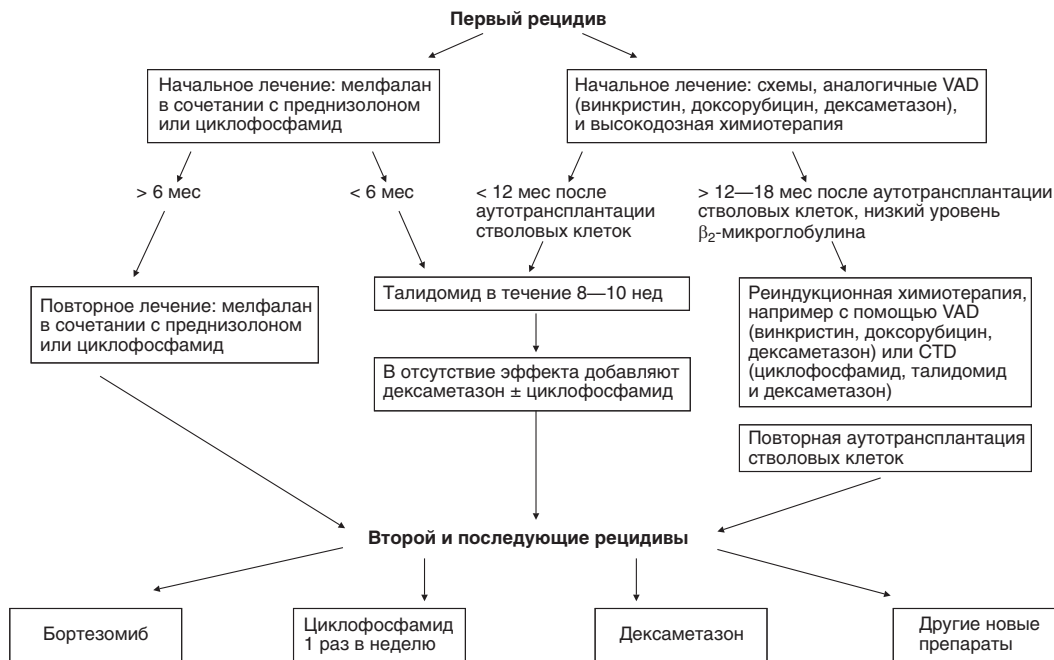 Первый рецидив
Начальное лечение: мелфалан
в сочетании с преднизолоном
или циклофосфамид
Начальное лечение: схемы, аналогичные VAD
(винкристин, доксорубицин, дексаметазон),
и высокодозная химиотерапия
> 6 мес
< 6 мес
< 12 мес после
аутотрансплантации
стволовых клеток
> 12—18 мес после аутотрансплантации
стволовых клеток, низкий уровень
β₂-микроглобулина
Повторное лечение: мелфалан
в сочетании с преднизолоном
или циклофосфамид
Талидомид в течение 8—10 нед
Реиндукционная химиотерапия,
например с помощью VAD
(винкристин, доксорубицин,
дексаметазон) или CTD
(циклофосфамид, талидомид
и дексаметазон)
В отсутствие эффекта добавляют
дексаметазон ± циклофосфамид
Повторная аутотрансплантация
стволовых клеток
Второй и последующие рецидивы
Бортезомиб
Циклофосфамид
1 раз в неделю
Дексаметазон
Другие новые
препараты